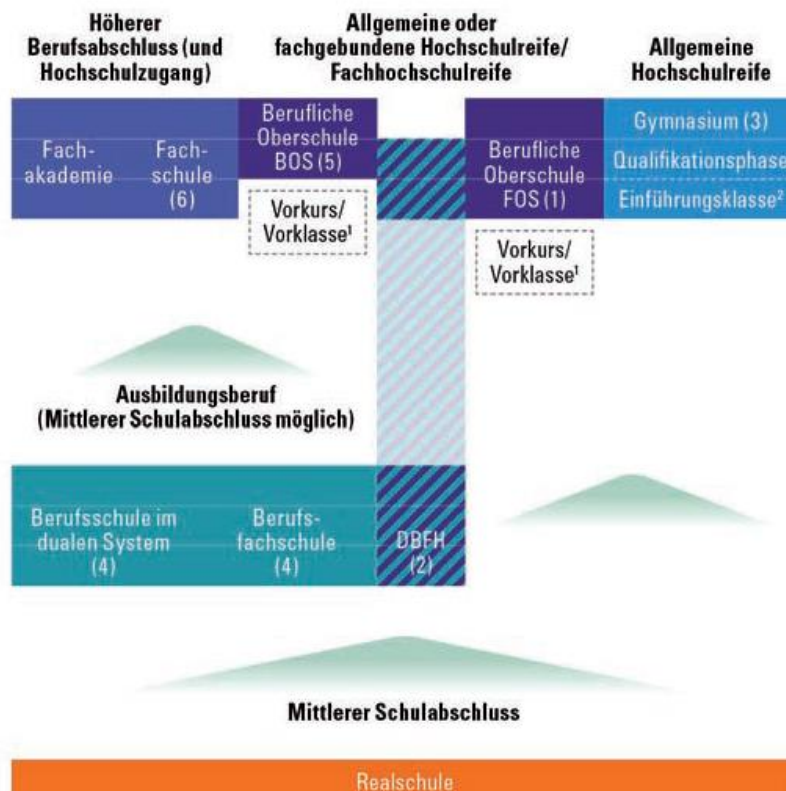 Höherer
Berufsabschluss (und
Hochschulzugang)
Allgemeine oder
fachgebundene Hochschulreife/
Fachhochschulreife
Allgemeine
Hochschulreife
Fach-
akademie
Fach-
schule
(6)
Berufliche
Oberschule
BOS (5)
Vorkurs/
Vorklasse¹
Berufliche
Oberschule
FOS (1)
Vorkurs/
Vorklasse¹
Gymnasium (3)
Qualifikationsphase
Einführungsklasse²
Ausbildungsberuf
(Mittlerer Schulabschluss möglich)
Berufsschule im
dualen System
(4)
Berufs-
fachschule
(4)
DBFH
(2)
Mittlerer Schulabschluss
Realschule